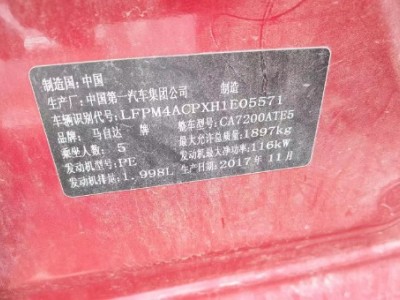 制造国：中国
生产厂：中国第一汽车集团公司 制造
车辆识别代号：LFPM4ACPXH1E05571
品牌：马自达 牌 整车型号：CA7200ATE5
乘坐人数：5 最大允许总质量：1897kg
发动机型号：PE 发动机最大净功率：116kW
发动机排量：1.998L 生产日期：2017年11月